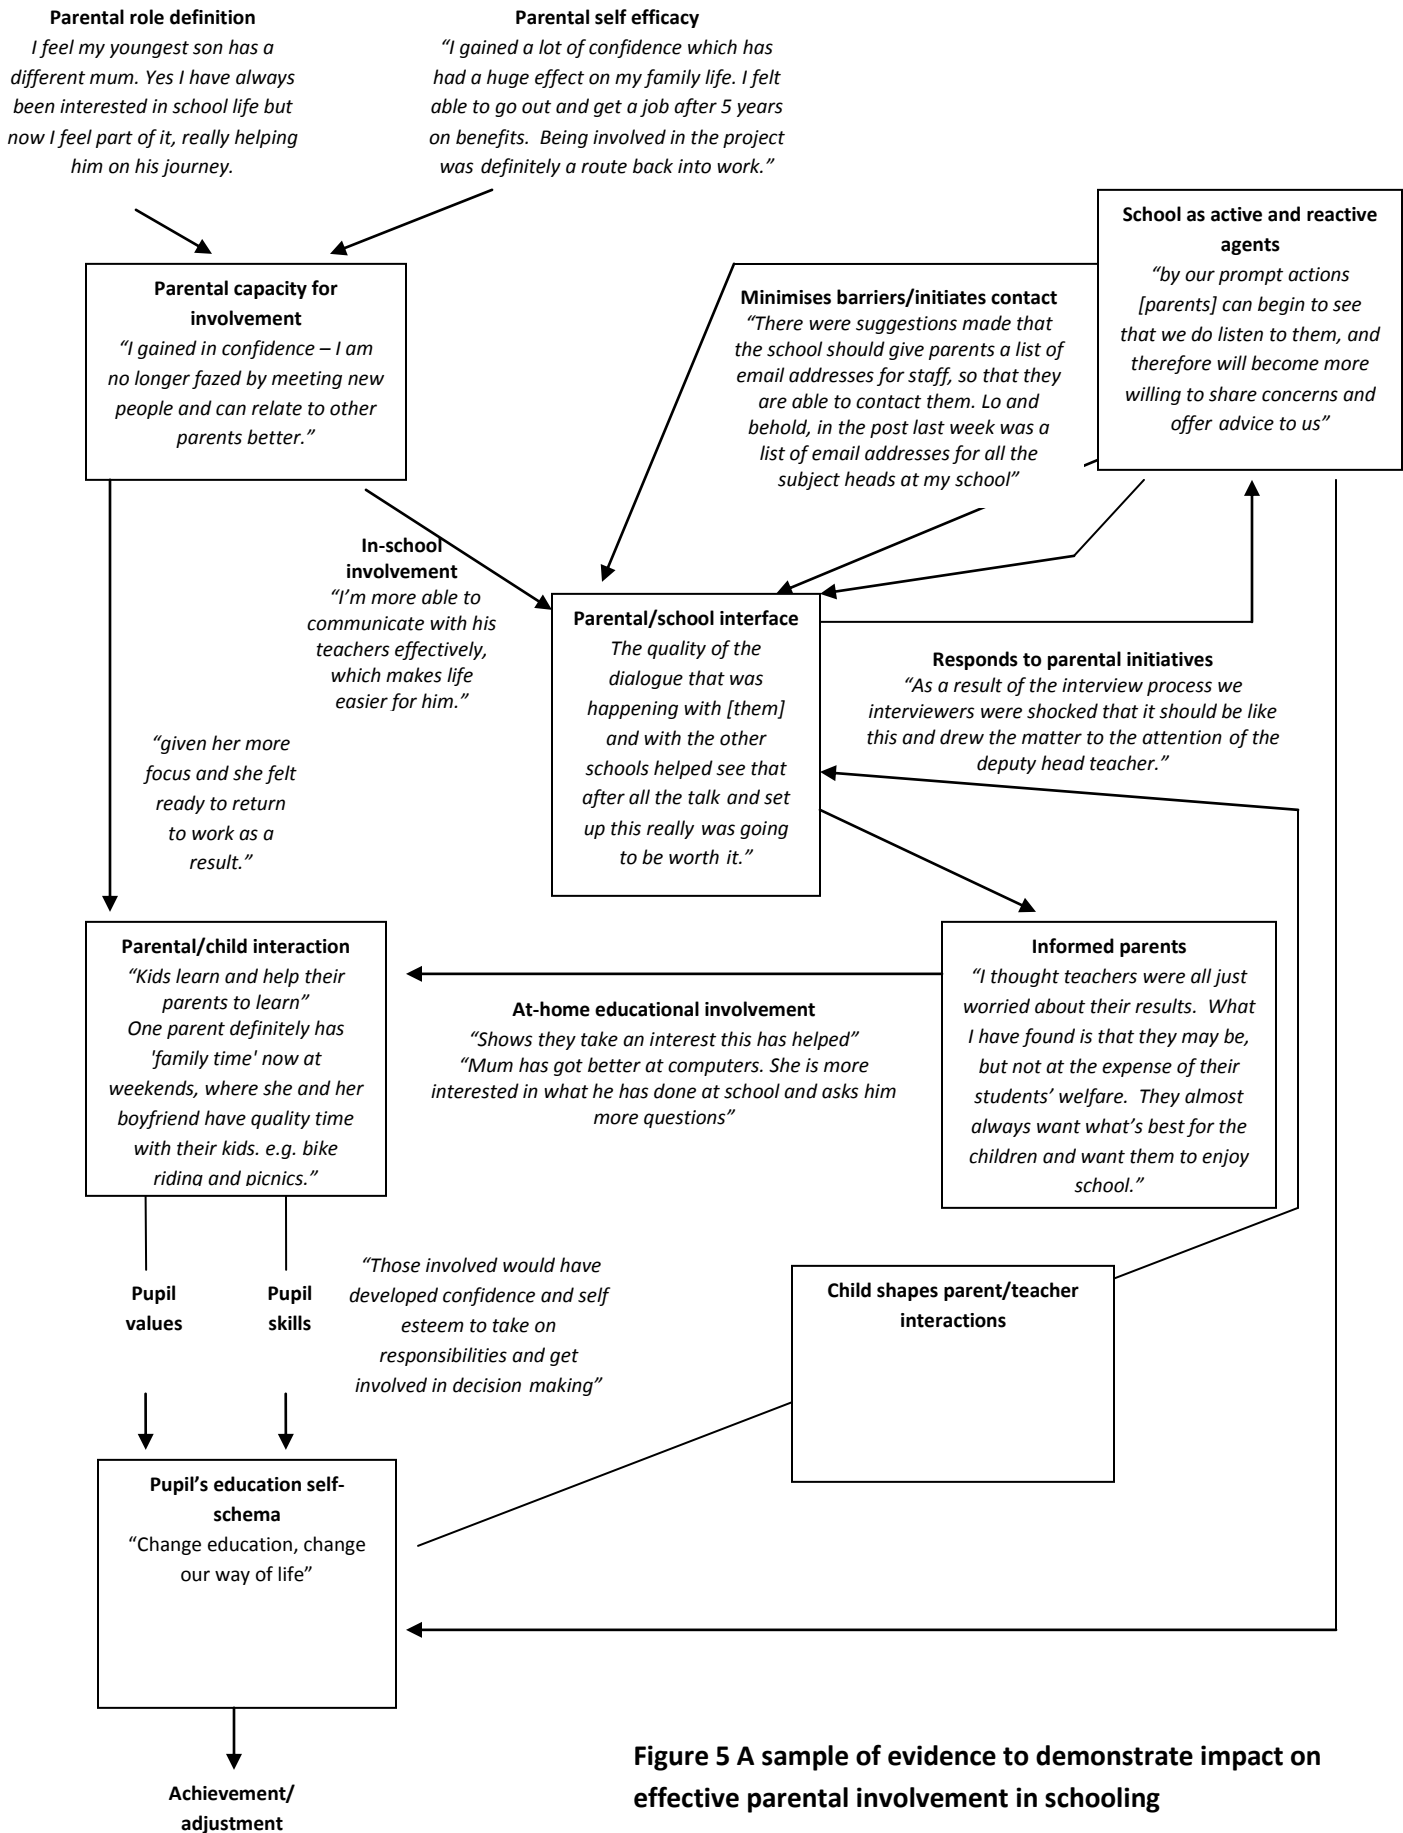 Parental role definition
I feel my youngest son has a
different mum. Yes I have always
been interested in school life but
now I feel part of it, really helping
him on his journey.
Parental self efficacy
“I gained a lot of confidence which has
had a huge effect on my family life. I felt
able to go out and get a job after 5 years
on benefits.  Being involved in the project
was definitely a route back into work.”
School as active and reactive
agents
“by our prompt actions
[parents] can begin to see
that we do listen to them, and
therefore will become more
willing to share concerns and
offer advice to us”
Parental capacity for
involvement
“I gained in confidence – I am
no longer fazed by meeting new
people and can relate to other
parents better.”
Minimises barriers/initiates contact
“There were suggestions made that
the school should give parents a list of
email addresses for staff, so that they
are able to contact them. Lo and
behold, in the post last week was a
list of email addresses for all the
subject heads at my school”
In-school
involvement
“I’m more able to
communicate with his
teachers effectively,
which makes life
easier for him.”
Parental/school interface
The quality of the
dialogue that was
happening with [them]
and with the other
schools helped see that
after all the talk and set
up this really was going
to be worth it.”
Responds to parental initiatives
“As a result of the interview process we
interviewers were shocked that it should be like
this and drew the matter to the attention of the
deputy head teacher.”
“given her more
focus and she felt
ready to return
to work as a
result.”
Parental/child interaction
“Kids learn and help their
parents to learn”
One parent definitely has
'family time' now at
weekends, where she and her
boyfriend have quality time
with their kids. e.g. bike
riding and picnics.”
At-home educational involvement
“Shows they take an interest this has helped”
“Mum has got better at computers. She is more
interested in what he has done at school and asks him
more questions”
Informed parents
“I thought teachers were all just
worried about their results.  What
I have found is that they may be,
but not at the expense of their
students’ welfare.  They almost
always want what’s best for the
children and want them to enjoy
school.”
Pupil
values
Pupil
skills
“Those involved would have
developed confidence and self
esteem to take on
responsibilities and get
involved in decision making”
Child shapes parent/teacher
interactions
Pupil’s education self-
schema
“Change education, change
our way of life”
Achievement/
adjustment
Figure 5 A sample of evidence to demonstrate impact on
effective parental involvement in schooling